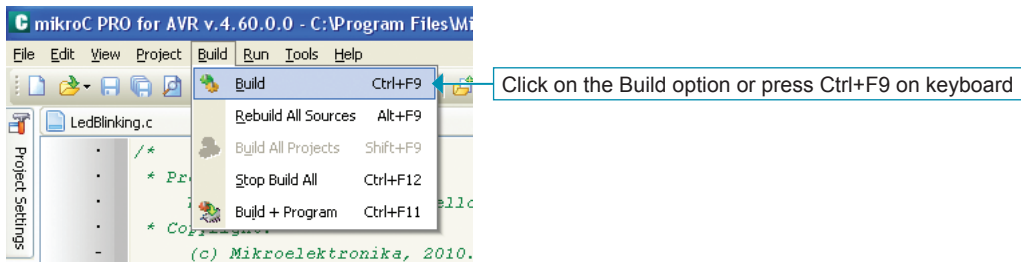 mikroC PRO for AVR v.4.60.0.0 - C:\Program Files\Mi
File Edit View Project Build Run Tools Help
Build Ctrl+F9
Click on the Build option or press Ctrl+F9 on keyboard
Rebuild All Sources Alt+F9
Build All Projects Shift+F9
Stop Build All Ctrl+F12
Build + Program Ctrl+F11
LedBlinking.c
Project Settings
/*
* Pr
ello
* Copyright:
(c) Mikroelektronika, 2010.